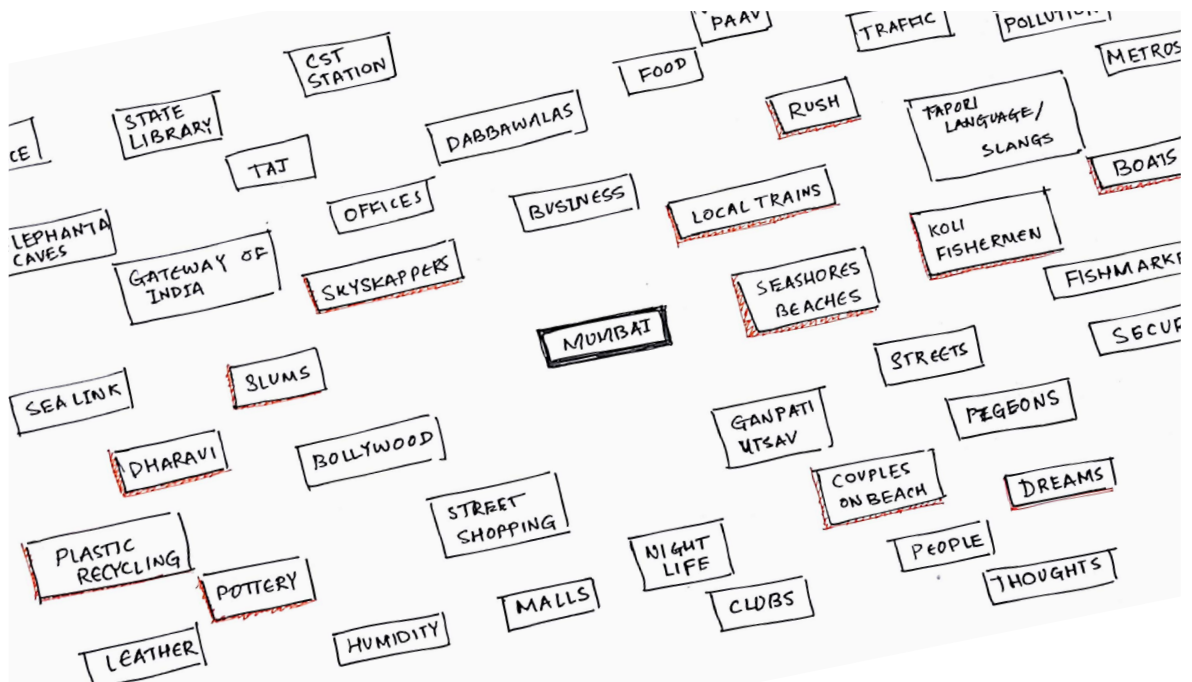 PAAV
TRAFFIC
POLLUTION
CST
STATION
FOOD
METROS
STATE
LIBRARY
DABBAWALAS
RUSH
TAPORI
LANGUAGE/
SLANGS
CE
TAJ
BOATS
OFFICES
BUSINESS
LOCAL TRAINS
KOLI
FISHERMEN
LEPHANTA
CAVES
GATEWAY OF
INDIA
SKYSKAPPERS
SEASHORES
BEACHES
FISHMARKE
MUMBAI
SECUR
STREETS
SEA LINK
SLUMS
GANPATI
UTSAV
PEGEONS
DHARAVI
BOLLYWOOD
COUPLES
ON BEACH
DREAMS
STREET
SHOPPING
PLASTIC
RECYCLING
POTTERY
NIGHT
LIFE
PEOPLE
THOUGHTS
MALLS
CLUBS
LEATHER
HUMIDITY